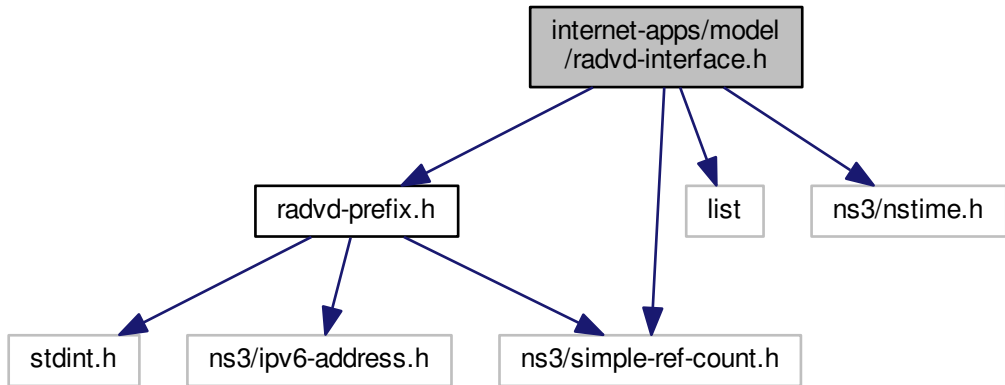 internet-apps/model
/radvd-interface.h
radvd-prefix.h
list
ns3/nstime.h
stdint.h
ns3/ipv6-address.h
ns3/simple-ref-count.h